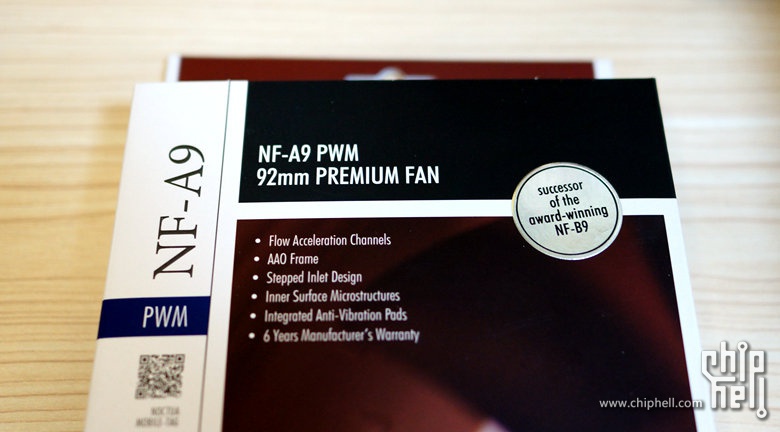 NF-A9
PWM
NOCTUA
MOBILE-TAG
NF-A9 PWM
92mm PREMIUM FAN
successor
of the
award-winning
NF-B9
• Flow Acceleration Channels
• AAO Frame
• Stepped Inlet Design
• Inner Surface Microstructures
• Integrated Anti-Vibration Pads
• 6 Years Manufacturer's Warranty
www.chiphell.com
chip
hell